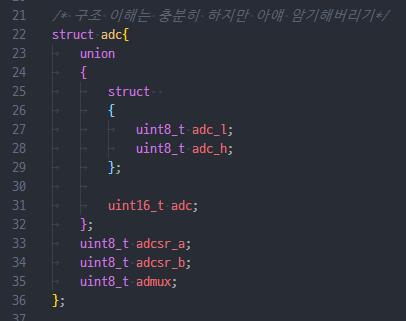 21 /* 구조 이해는 충분히 하지만 아얘 암기해버리기*/
22 struct adc{
23 union
24 {
25 struct
26 {
27 uint8_t adc_l;
28 uint8_t adc_h;
29 };
30
31 uint16_t adc;
32 };
33 uint8_t adcsr_a;
34 uint8_t adcsr_b;
35 uint8_t admux;
36 };